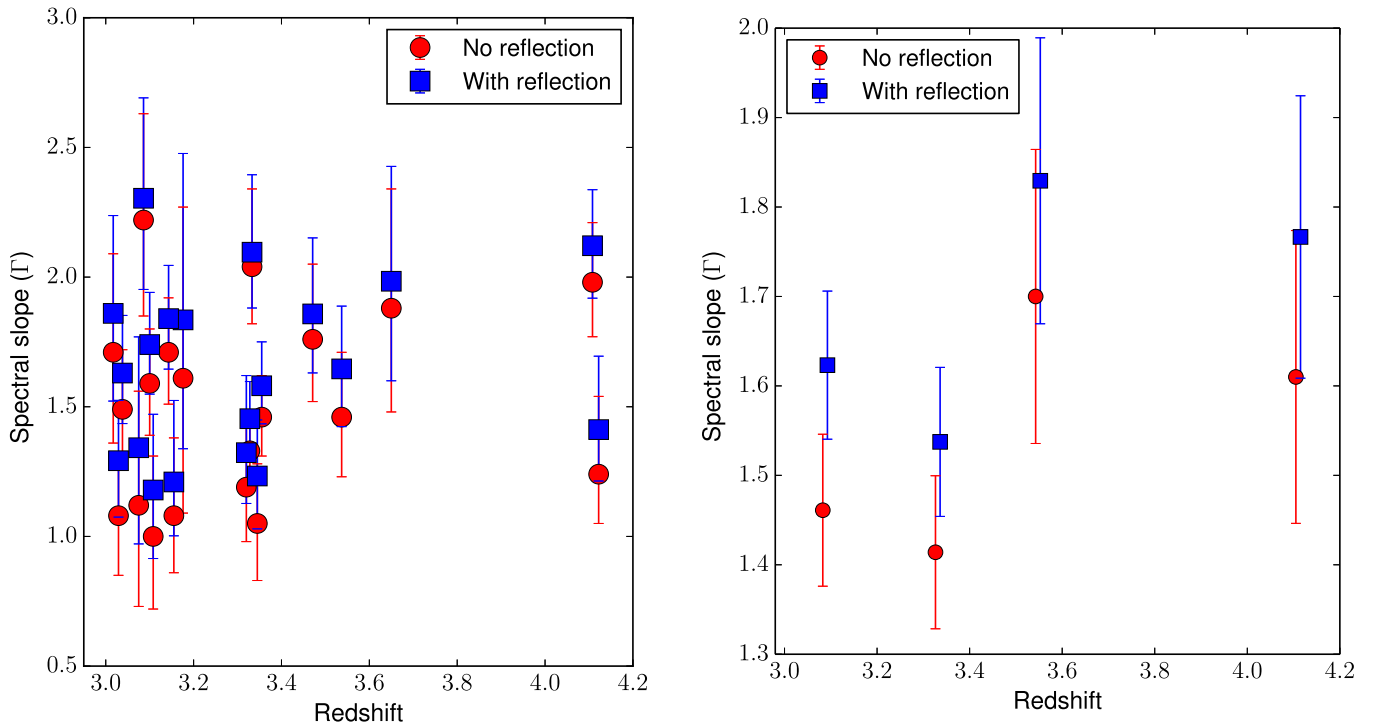 3.0
2.5
2.0
1.5
1.0
0.5
Spectral slope (Γ)
No reflection
With reflection
3.0 3.2 3.4 3.6 3.8 4.0 4.2
Redshift
2.0
1.9
1.8
1.7
1.6
1.5
1.4
1.3
Spectral slope (Γ)
No reflection
With reflection
3.0 3.2 3.4 3.6 3.8 4.0 4.2
Redshift